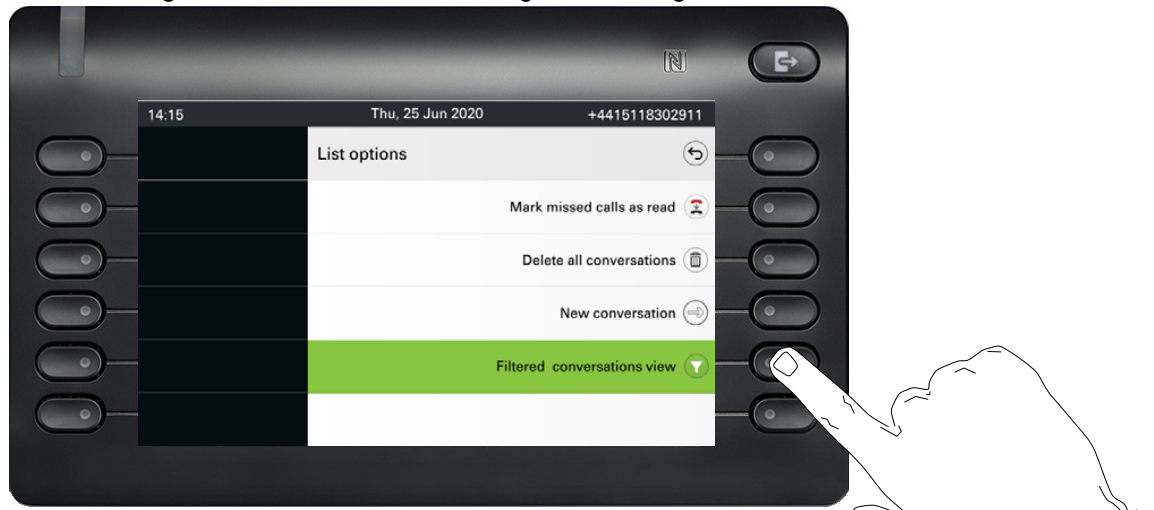 14:15 Thu, 25 Jun 2020 +4415118302911
List options
Mark missed calls as read
Delete all conversations
New conversation
Filtered conversations view